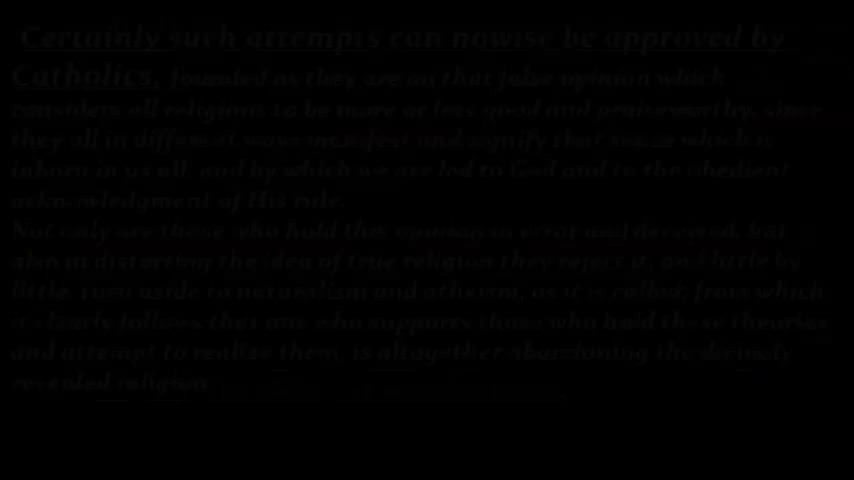 Certainly such attempts can nowise be approved by
Catholics, founded as they are on that false opinion which
considers all religions to be more or less good and praiseworthy, since
they all in different ways manifest and signify that sense which is
inborn in us all, and by which we are led to God and to the obedient
acknowledgment of His rule.
Not only are those who hold this opinion in error and deceived, but
also in distorting the idea of true religion they reject it, and little by
little, turn aside to naturalism and atheism, as it is called; from which
it clearly follows that one who supports those who hold these theories
and attempt to realize them, is altogether abandoning the divinely
revealed religion